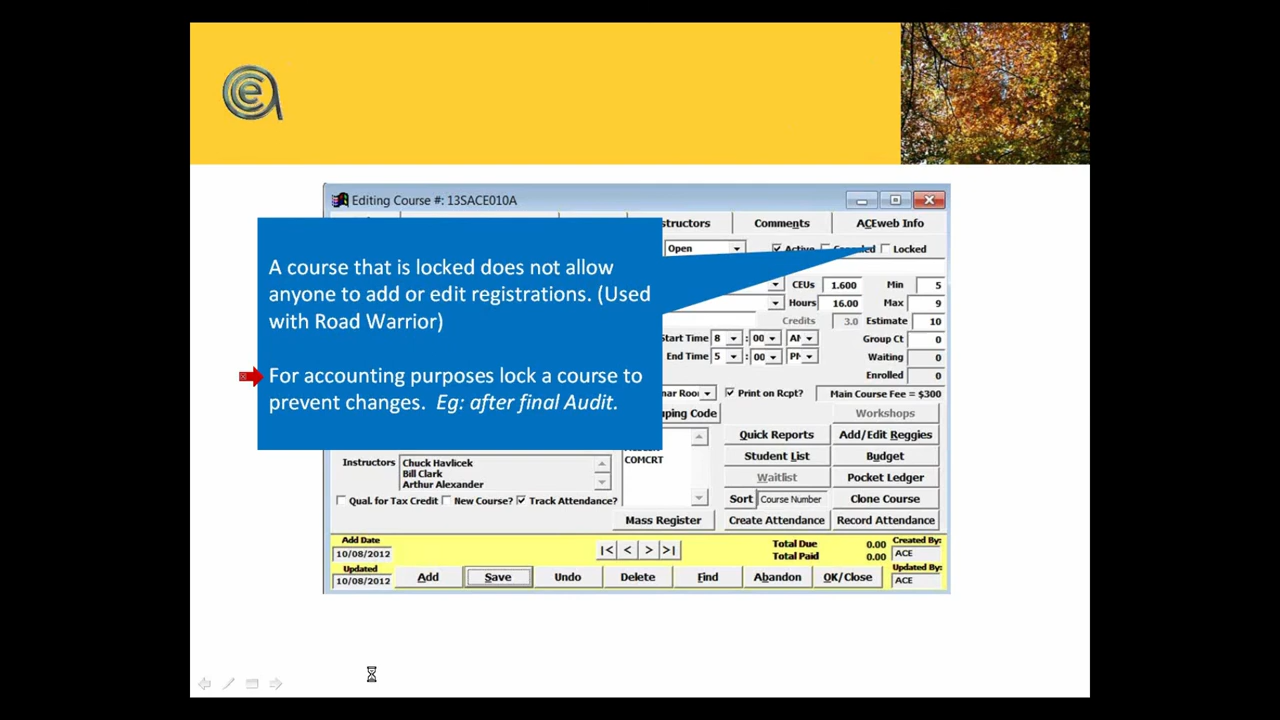 Editing Course #: 13SACE010A
structors Comments ACEweb Info
Open Active Locked
A course that is locked does not allow
anyone to add or edit registrations. (Used
with Road Warrior)
For accounting purposes lock a course to
prevent changes. Eg: after final Audit.
CEUs 1.600 Min 5
Hours 16.00 Max 9
Credits 3.0 Estimate 10
Start Time 8 : 00 Group Ct 0
End Time 5 : 00 Waiting 0
Enrolled 0
nar Roo Print on Rcpt? Main Course Fee = $300
ping Code Workshops
Quick Reports Add/Edit Reggies
COMCRT Student List Budget
Instructors Chuck Havlicek
Bill Clark
Arthur Alexander
Waitlist Pocket Ledger
Sort Course Number Clone Course
Qual. for Tax Credit New Course? Track Attendance?
Mass Register Create Attendance Record Attendance
Add Date
10/08/2012
|< < > >|
Total Due 0.00
Total Paid 0.00
Created By:
ACE
Updated
10/08/2012
Add Save Undo Delete Find Abandon OK/Close
Updated By:
ACE